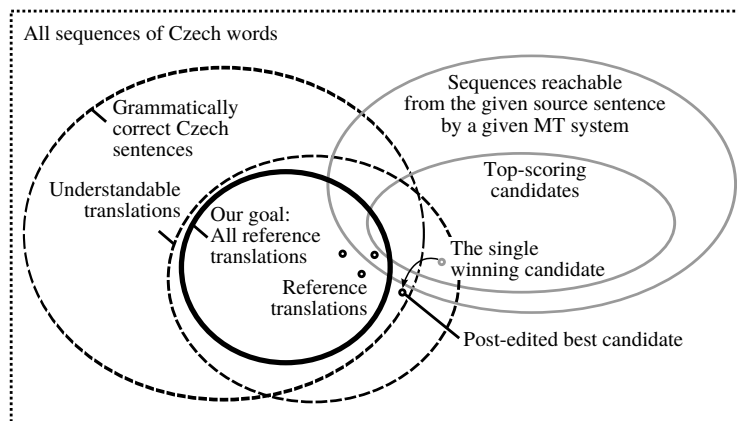 All sequences of Czech words
Grammatically
correct Czech
sentences
Sequences reachable
from the given source sentence
by a given MT system
Top-scoring
candidates
Understandable
translations
Our goal:
All reference
translations
Reference
translations
The single
winning candidate
Post-edited best candidate